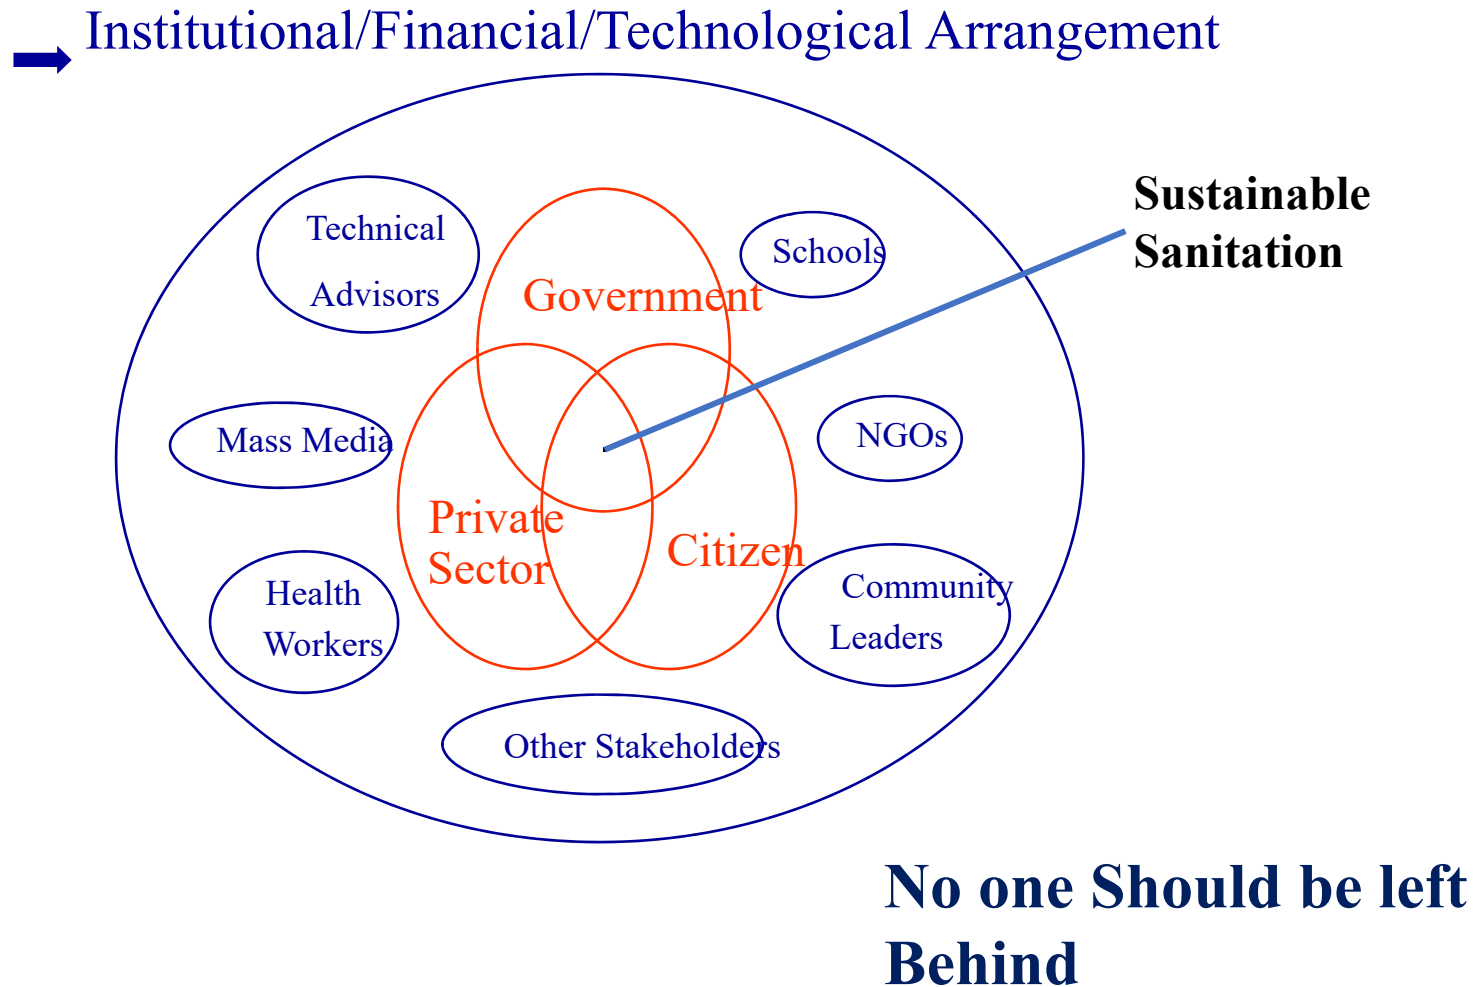 Institutional/Financial/Technological Arrangement
Sustainable
Sanitation
Technical
Advisors
Schools
Government
Mass Media
NGOs
Private
Sector
Citizen
Health
Workers
Community
Leaders
Other Stakeholders
No one Should be left
Behind